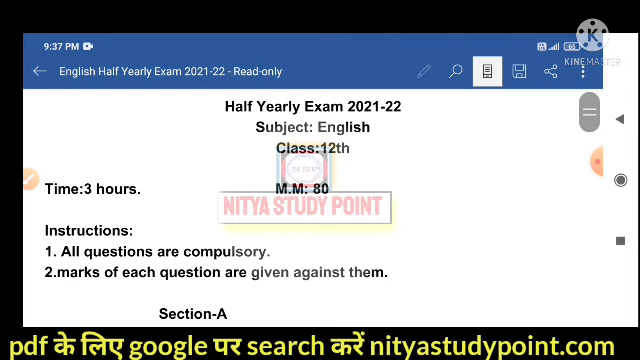 9:37 PM
66
KINEMASTER
English Half Yearly Exam 2021-22 - Read-only
Half Yearly Exam 2021-22
Subject: English
Class:12th
NSP
Time:3 hours. M.M: 80
NITYA STUDY POINT
Instructions:
1. All questions are compulsory.
2.marks of each question are given against them.
Section-A
pdf के लिए google पर search करें nityastudypoint.com